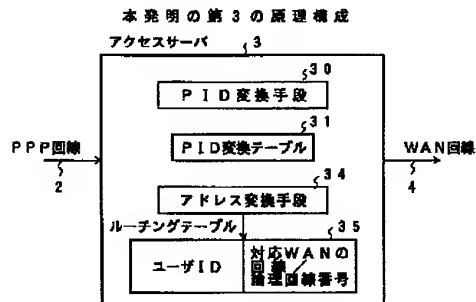 本発明の第3の原理構成
アクセスサーバ 3
30
PID変換手段
31
PPP回線
PID変換テーブル
WAN回線
2
34
4
アドレス変換手段
ルーチングテーブル
35
ユーザID
対応WANの
回線
論理回線番号